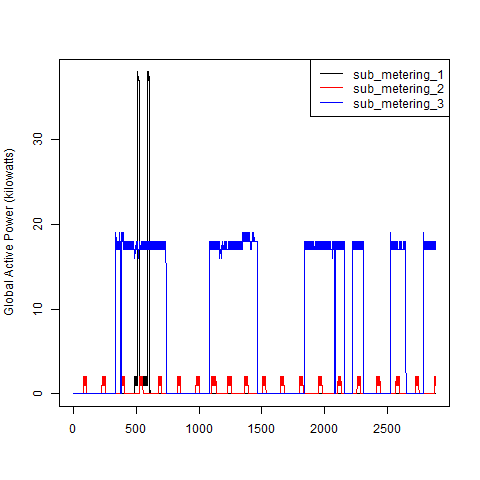 sub_metering_1
sub_metering_2
sub_metering_3
Global Active Power (kilowatts)
30
20
10
0
0 500 1000 1500 2000 2500